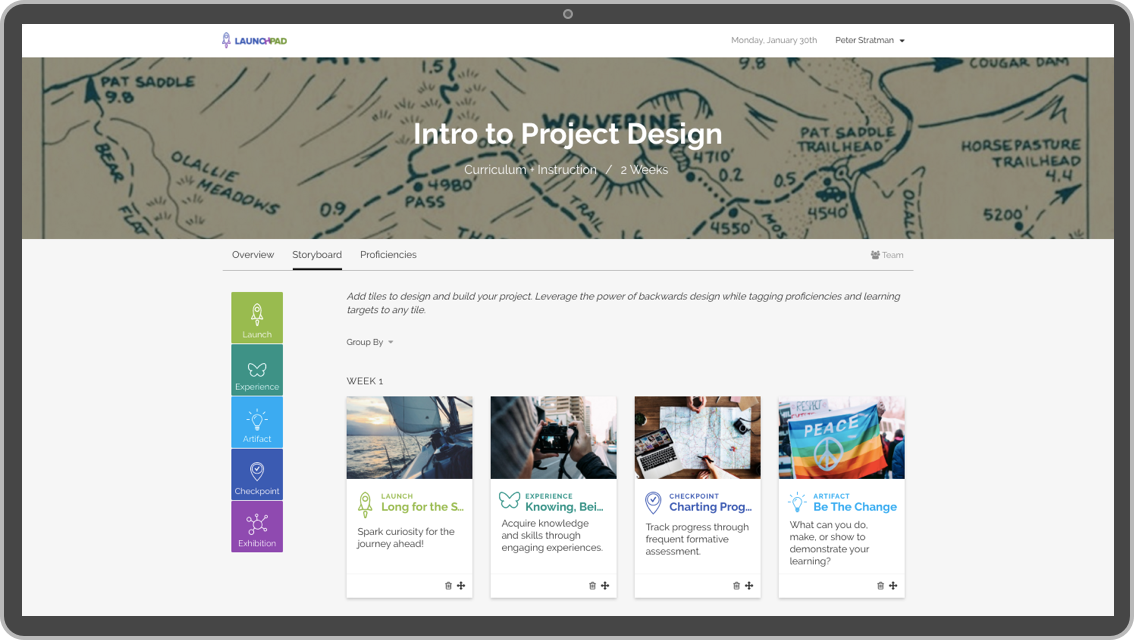 LAUNCHPAD
Monday, January 30th
Peter Stratman
1.5
9.8
COUGAR DAM
PAT SADDLE
9.8
WOLVERINE
Intro to Project Design
PAT SADDLE
TRAILHEAD
HORSEPASTURE
TRAILHEAD
4.4
OLALLIE
MEADOWS
BEAR
FLAT
4710'
Curriculum + Instruction / 2 Weeks
4980
PASS
0.2
0.5
0.9
TRAIL
4540
4550'
5200'
1.6
Overview
Storyboard
Proficiencies
Team
Add tiles to design and build your project. Leverage the power of backwards design while tagging proficiencies and learning
targets to any tile.
Launch
Experience
Artifact
Checkpoint
Exhibition
Group By
WEEK 1
LAUNCH
Long for the S...
Spark curiosity for the
journey ahead!
EXPERIENCE
Knowing, Bei...
Acquire knowledge
and skills through
engaging experiences.
CHECKPOINT
Charting Prog...
Track progress through
frequent formative
assessment.
PEACE
ARTIFACT
Be The Change
What can you do,
make, or show to
demonstrate your
learning?